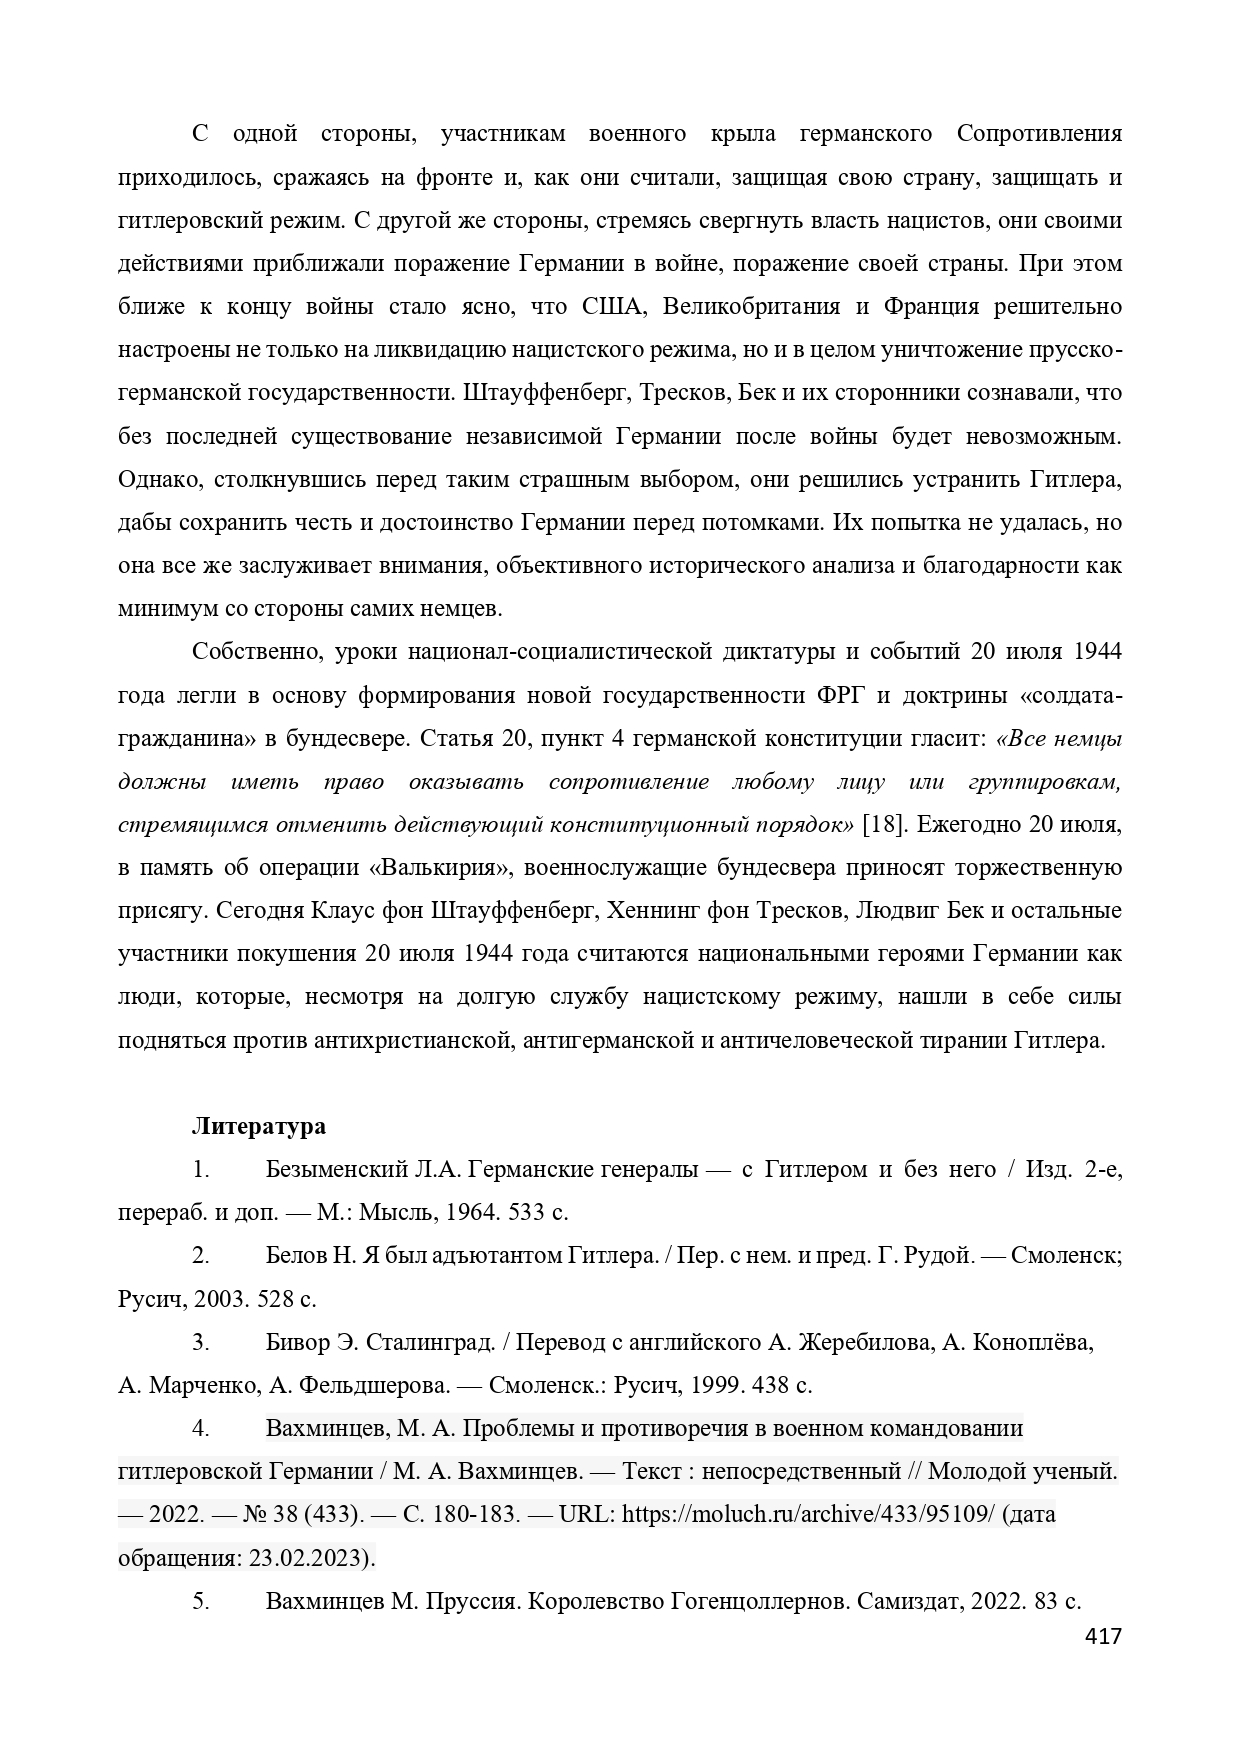 С одной стороны, участникам военного крыла германского Сопротивления
приходилось, сражаясь на фронте и, как они считали, защищая свою страну, защищать и
гитлеровский режим. С другой же стороны, стремясь свергнуть власть нацистов, они своими
действиями приближали поражение Германии в войне, поражение своей страны. При этом
ближе к концу войны стало ясно, что США, Великобритания и Франция решительно
настроены не только на ликвидацию нацистского режима, но и в целом уничтожение прусско-
германской государственности. Штауффенберг, Тресков, Бек и их сторонники сознавали, что
без последней существование независимой Германии после войны будет невозможным.
Однако, столкнувшись перед таким страшным выбором, они решились устранить Гитлера,
дабы сохранить честь и достоинство Германии перед потомками. Их попытка не удалась, но
она все же заслуживает внимания, объективного исторического анализа и благодарности как
минимум со стороны самих немцев.
Собственно, уроки национал-социалистической диктатуры и событий 20 июля 1944
года легли в основу формирования новой государственности ФРГ и доктрины «солдата-
гражданина» в бундесвере. Статья 20, пункт 4 германской конституции гласит: «Все немцы
должны иметь право оказывать сопротивление любому лицу или группировкам,
стремящимся отменить действующий конституционный порядок» [18]. Ежегодно 20 июля,
в память об операции «Валькирия», военнослужащие бундесвера приносят торжественную
присягу. Сегодня Клаус фон Штауффенберг, Хеннинг фон Тресков, Людвиг Бек и остальные
участники покушения 20 июля 1944 года считаются национальными героями Германии как
люди, которые, несмотря на долгую службу нацистскому режиму, нашли в себе силы
подняться против антихристианской, антигерманской и античеловеческой тирании Гитлера.
Литература
1. Безыменский Л.А. Германские генералы — с Гитлером и без него / Изд. 2-е,
перераб. и доп. — М.: Мысль, 1964. 533 с.
2. Белов Н. Я был адъютантом Гитлера. / Пер. с нем. и пред. Г. Рудой. — Смоленск;
Русич, 2003. 528 с.
3. Бивор Э. Сталинград. / Перевод с английского А. Жеребилова, А. Коноплёва,
А. Марченко, А. Фельдшерова. — Смоленск.: Русич, 1999. 438 с.
4. Вахминцев, М. А. Проблемы и противоречия в военном командовании
гитлеровской Германии / М. А. Вахминцев. — Текст : непосредственный // Молодой ученый.
— 2022. — № 38 (433). — С. 180-183. — URL: https://moluch.ru/archive/433/95109/ (дата
обращения: 23.02.2023).
5. Вахминцев М. Пруссия. Королевство Гогенцоллернов. Самиздат, 2022. 83 с.
417